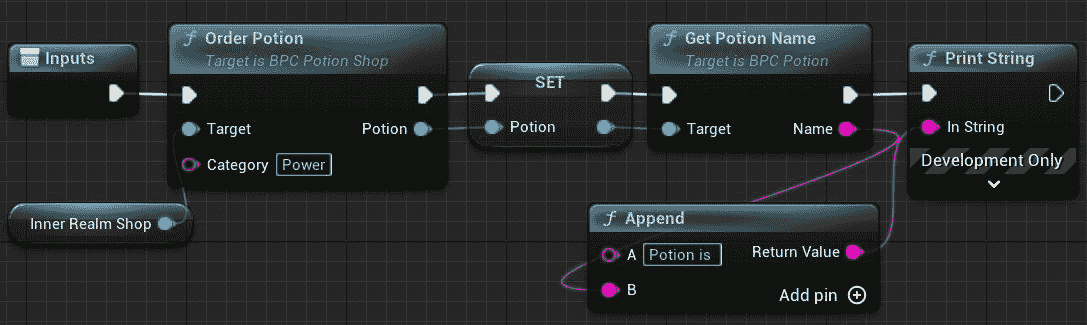 Inputs
Order Potion
Target is BPC Potion Shop
Target
Potion
Category Power
Inner Realm Shop
SET
Potion
Get Potion Name
Target is BPC Potion
Target
Name
Print String
In String
Development Only
Append
A Potion is
Return Value
B
Add pin